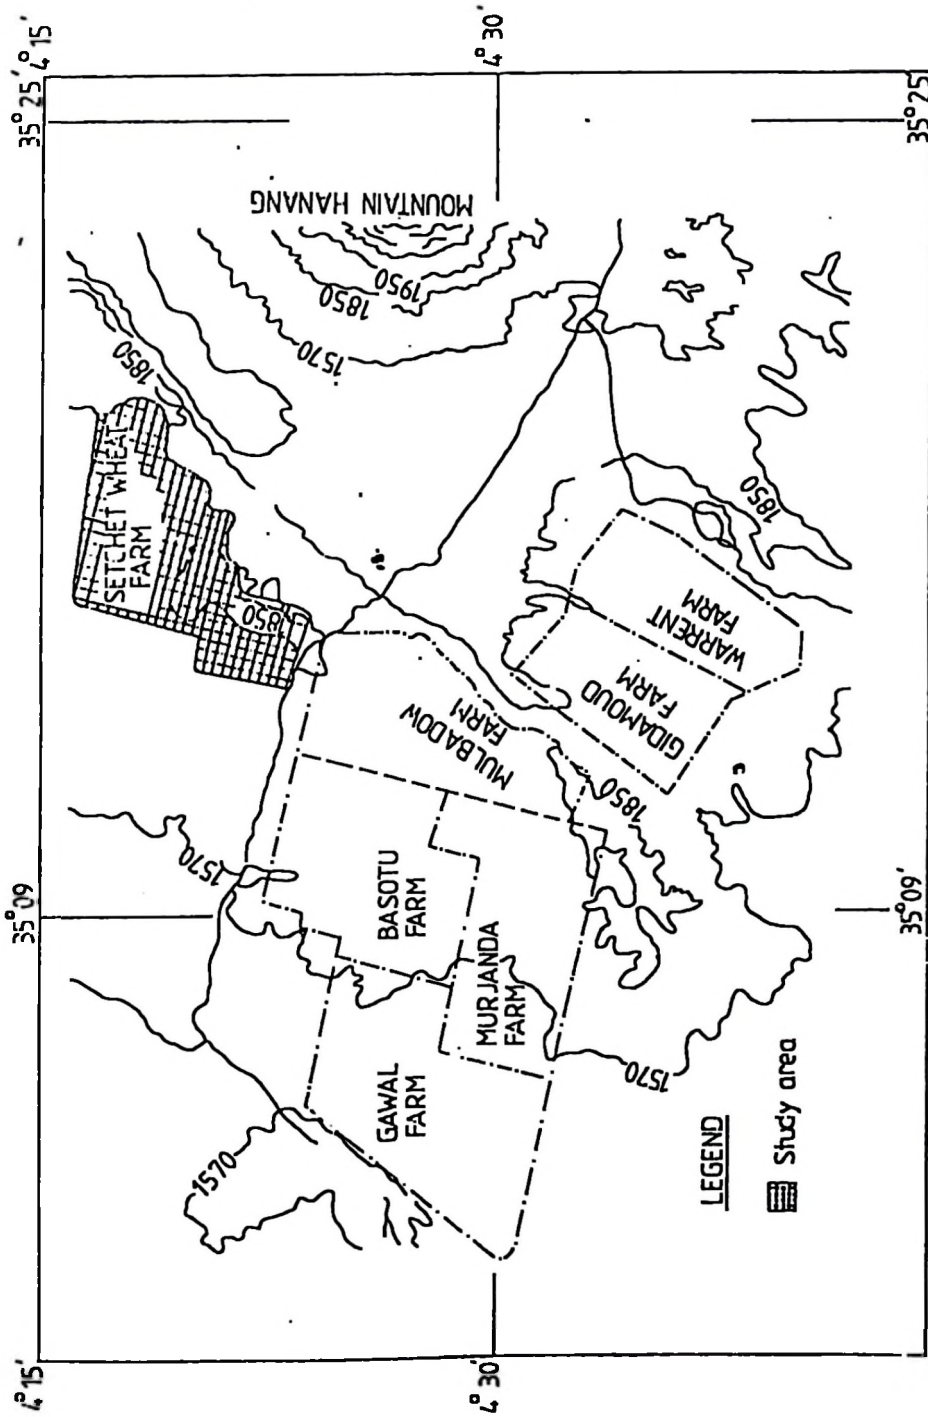 4° 15'
35° 25'
4° 30'
35° 25'
SETCHET WHEAT
FARM
1850
1850
1570
1850
1950
MOUNTAIN HANANG
1850
MULBADOW
FARM
GIDAMOUD
FARM
WARRENT
FARM
1850
35° 09
1570
BASOTU
FARM
MURJANDA
FARM
GAWAL
FARM
1570
1570
35° 09'
LEGEND
Study area
4° 15'
4° 30'